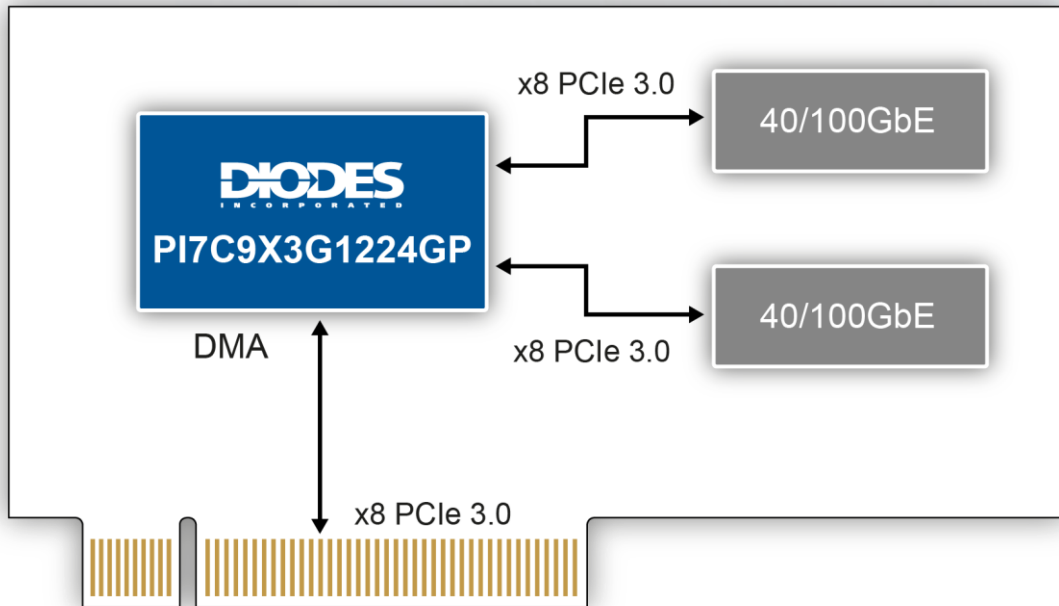 x8 PCIe 3.0
40/100GbE
DIODES
INCORPORATED
PI7C9X3G1224GP
40/100GbE
DMA
x8 PCIe 3.0
x8 PCIe 3.0